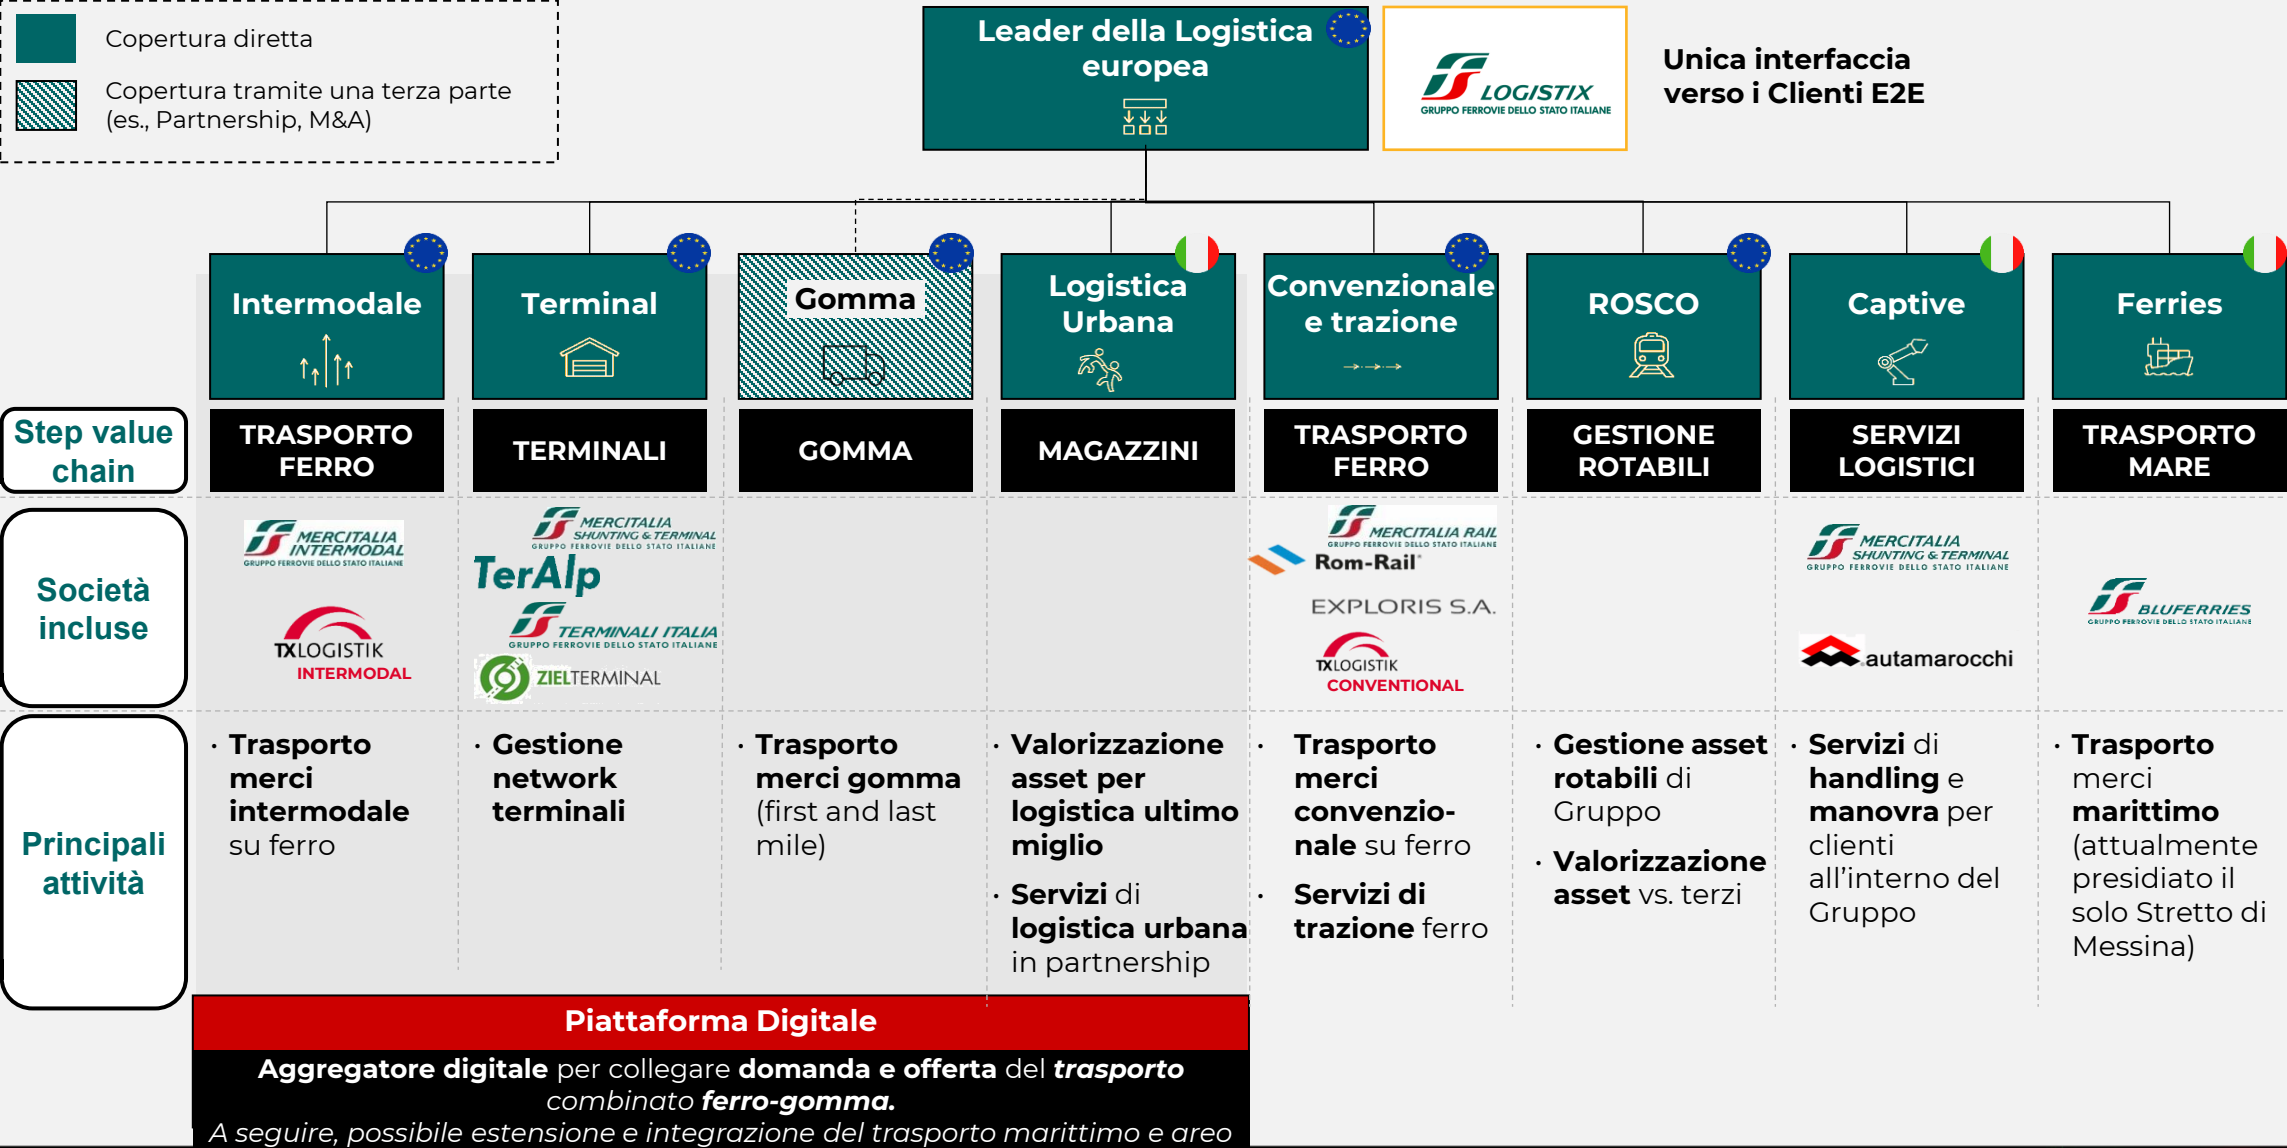 Copertura diretta
Copertura tramite una terza parte
(es., Partnership, M&A)
Leader della Logistica
europea
LOGISTIX
GRUPPO FERROVIE DELLO STATO ITALIANE
Unica interfaccia
verso i Clienti E2E
Intermodale
Terminal
Gomma
Logistica
Urbana
Convenzionale
e trazione
ROSCO
Captive
Ferries
Step value
chain
TRASPORTO
FERRO
TERMINALI
GOMMA
MAGAZZINI
TRASPORTO
FERRO
GESTIONE
ROTABILI
SERVIZI
LOGISTICI
TRASPORTO
MARE
Società
incluse
MERCITALIA
INTERMODAL
GRUPPO FERROVIE DELLO STATO ITALIANE
TXLOGISTIK
INTERMODAL
MERCITALIA
SHUNTING & TERMINAL
GRUPPO FERROVIE DELLO STATO ITALIANE
TerAlp
TERMINALI ITALIA
GRUPPO FERROVIE DELLO STATO ITALIANE
ZIELTERMINAL
MERCITALIA RAIL
GRUPPO FERROVIE DELLO STATO ITALIANE
Rom-Rail
EXPLORIS S.A.
TXLOGISTIK
CONVENTIONAL
MERCITALIA
SHUNTING & TERMINAL
GRUPPO FERROVIE DELLO STATO ITALIANE
autamarocchi
BLUFERRIES
GRUPPO FERROVIE DELLO STATO ITALIANE
Principali
attività
· Trasporto
merci
intermodale
su ferro
· Gestione
network
terminali
· Trasporto
merci gomma
(first and last
mile)
· Valorizzazione
asset per
logistica ultimo
miglio
· Servizi di
logistica urbana
in partnership
· Trasporto
merci
convenzio-
nale su ferro
· Servizi di
trazione ferro
· Gestione asset
rotabili di
Gruppo
· Valorizzazione
asset vs. terzi
· Servizi di
handling e
manovra per
clienti
all'interno del
Gruppo
· Trasporto
merci
marittimo
(attualmente
presidiato il
solo Stretto di
Messina)
Piattaforma Digitale
Aggregatore digitale per collegare domanda e offerta del trasporto
combinato ferro-gomma.
A seguire, possibile estensione e integrazione del trasporto marittimo e areo